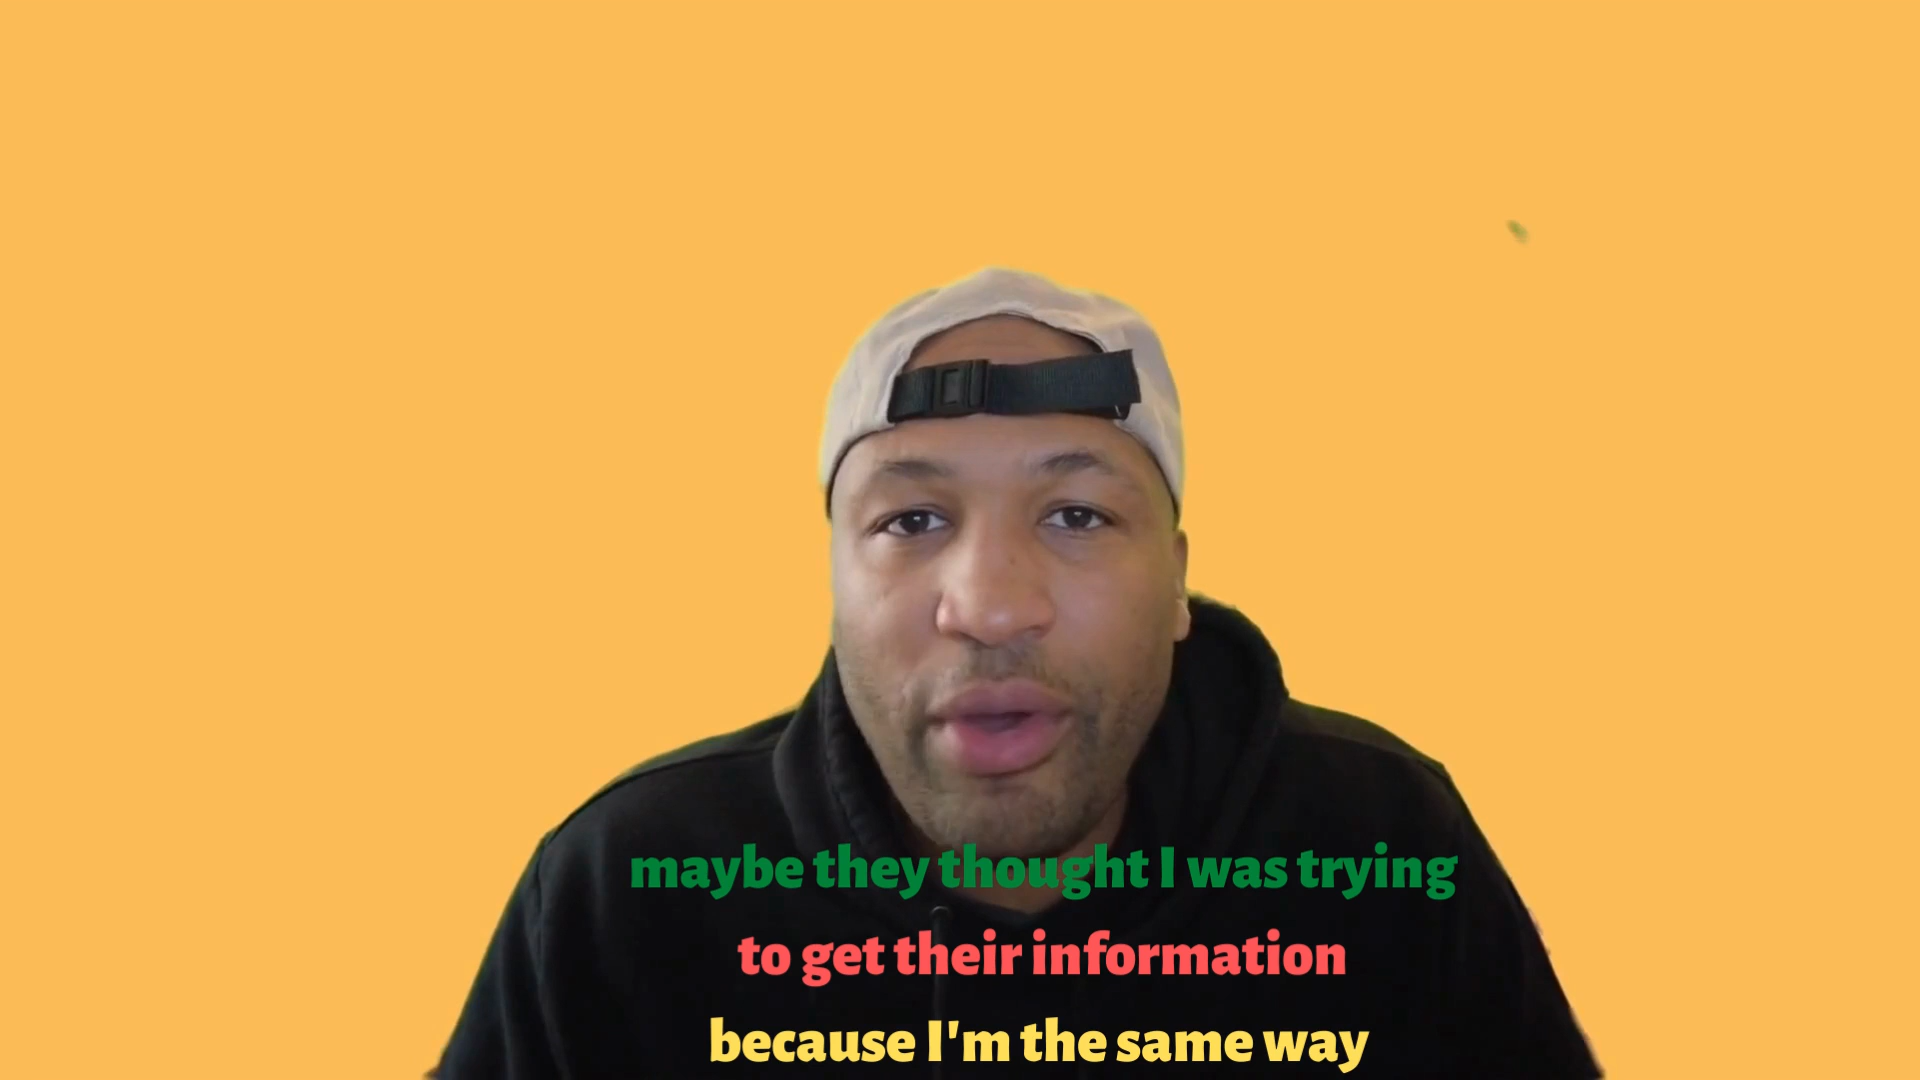 maybe they thought I was trying
to get their information
because I'm the same way